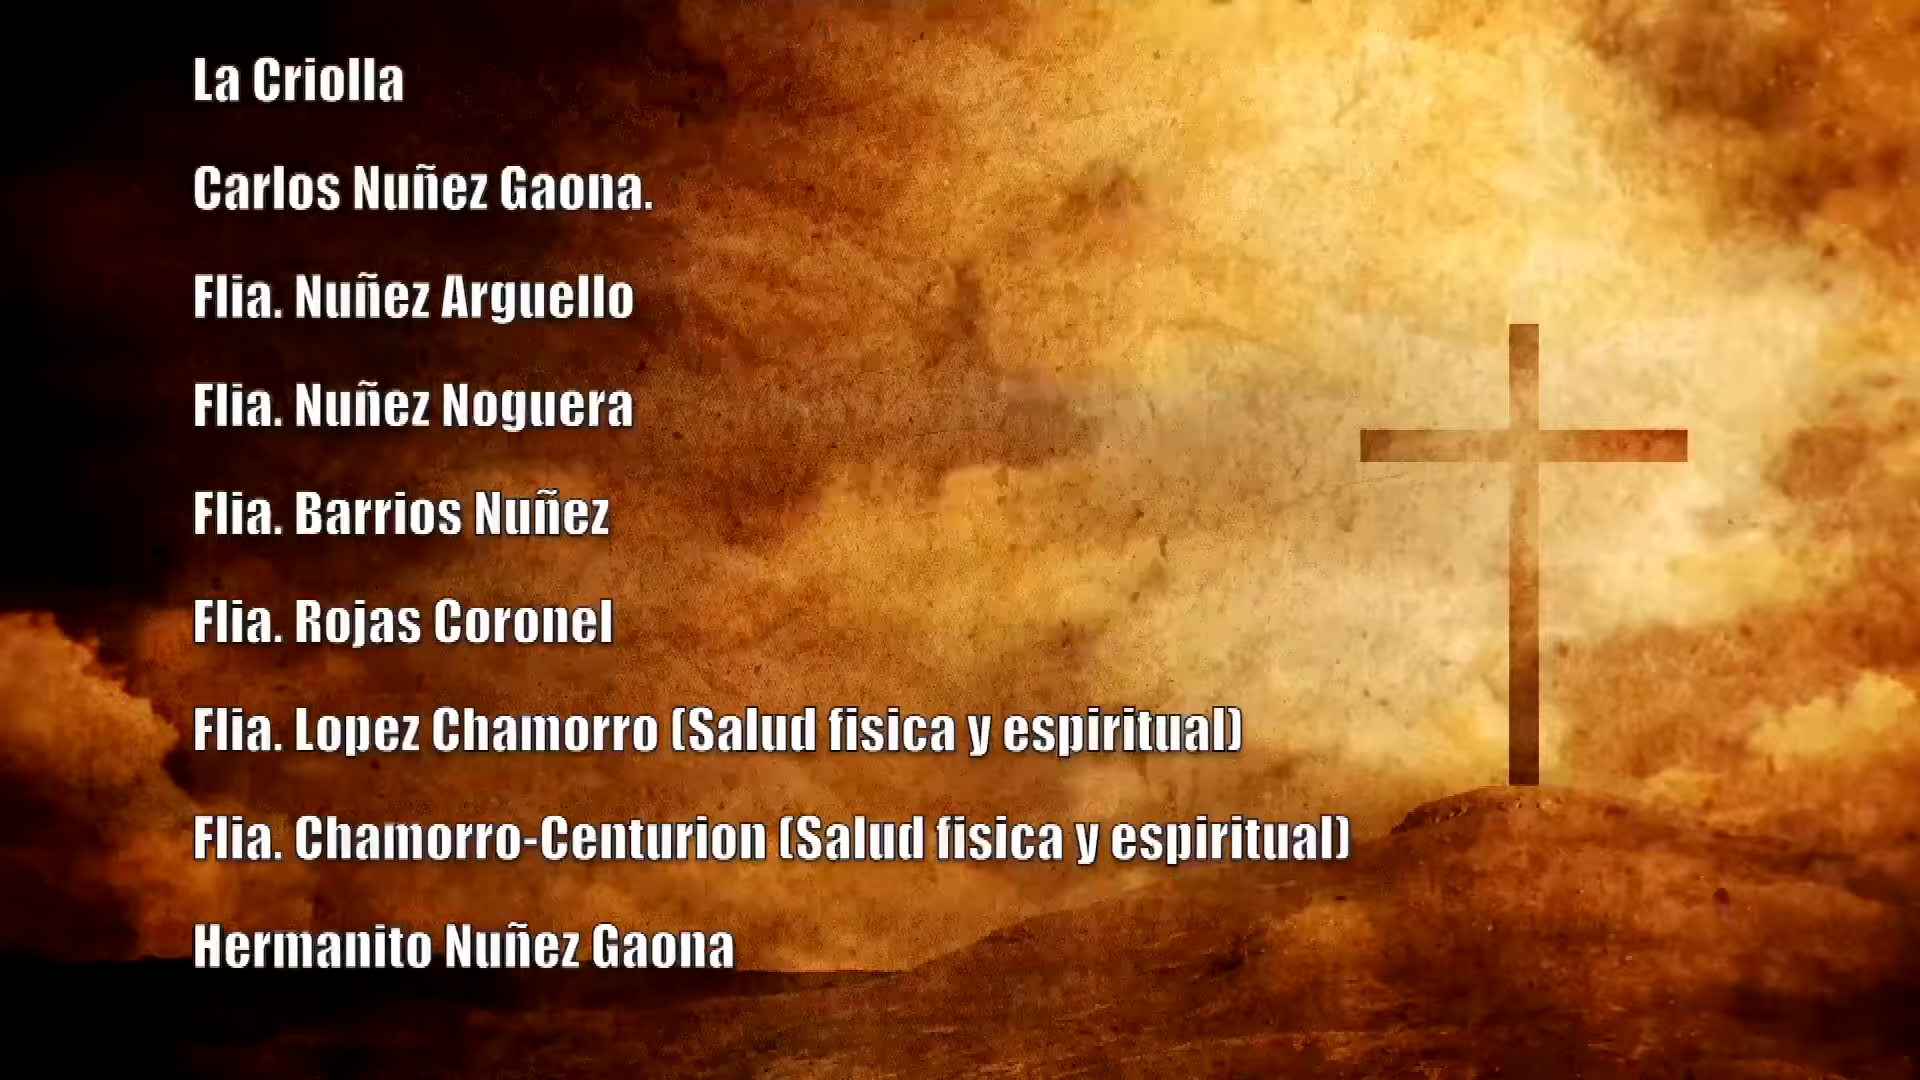 La Criolla
Carlos Nuñez Gaona.
Flia. Nuñez Arguello
Flia. Nuñez Noguera
Flia. Barrios Nuñez
Flia. Rojas Coronel
Flia. Lopez Chamorro (Salud fisica y espiritual)
Flia. Chamorro-Centurion (Salud fisica y espiritual)
Hermanito Nuñez Gaona